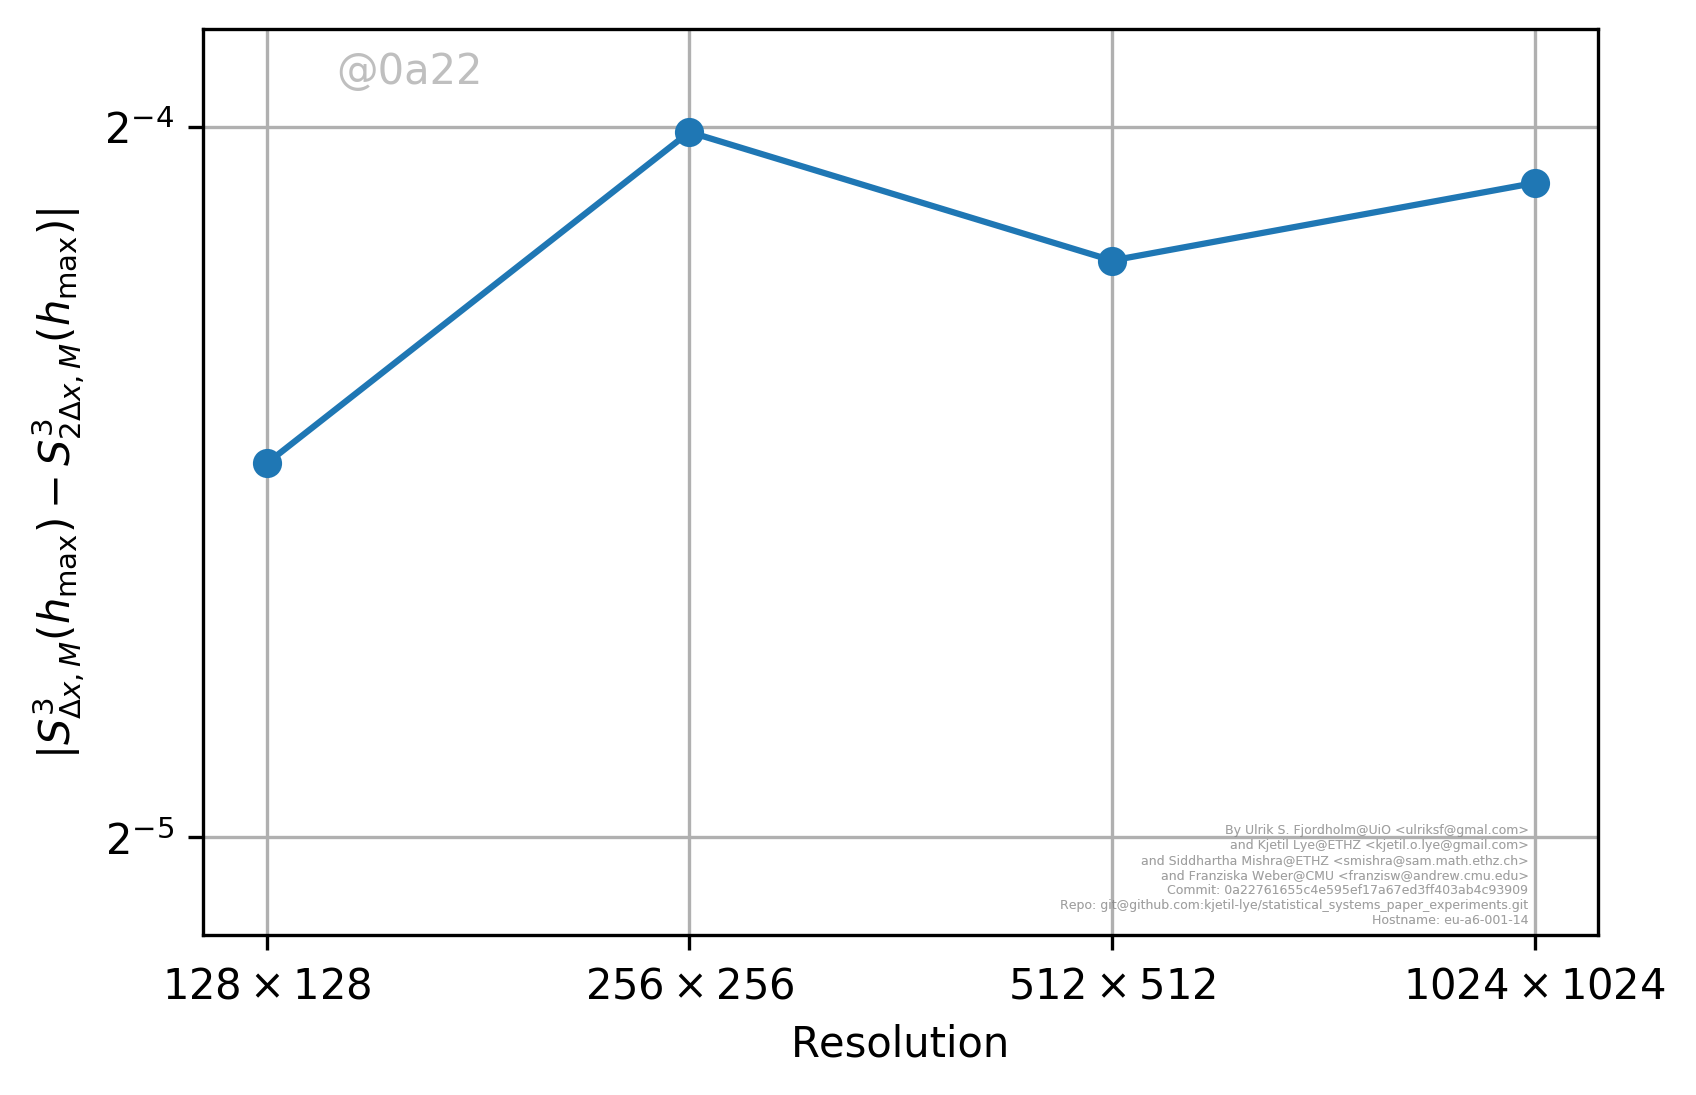 @0a22
2⁻⁴
2⁻⁵
|S³_{Δx, M}(h_max) − S³_{2Δx, M}(h_max)|
By Ulrik S. Fjordholm@UiO <ulriksf@gmal.com>
and Kjetil Lye@ETHZ <kjetil.o.lye@gmail.com>
and Siddhartha Mishra@ETHZ <smishra@sam.math.ethz.ch>
and Franziska Weber@CMU <franzisw@andrew.cmu.edu>
Commit: 0a22761655c4e595ef17a67ed3ff403ab4c93909
Repo: git@github.com:kjetil-lye/statistical_systems_paper_experiments.git
Hostname: eu-a6-001-14
128 × 128 256 × 256 512 × 512 1024 × 1024
Resolution